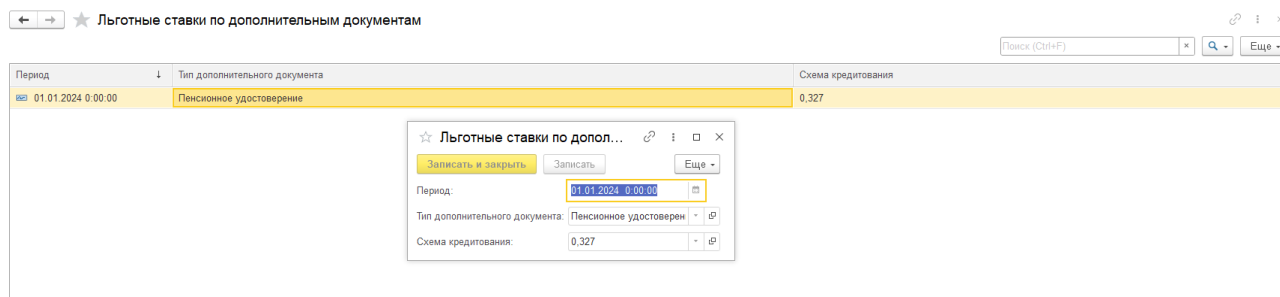 Льготные ставки по дополнительным документам
Поиск (Ctrl+F)
Еще
Период Тип дополнительного документа Схема кредитования
01.01.2024 0:00:00 Пенсионное удостоверение 0,327
Льготные ставки по допол...
Записать и закрыть Записать Еще
Период: 01.01.2024 0:00:00
Тип дополнительного документа: Пенсионное удостоверен
Схема кредитования: 0,327